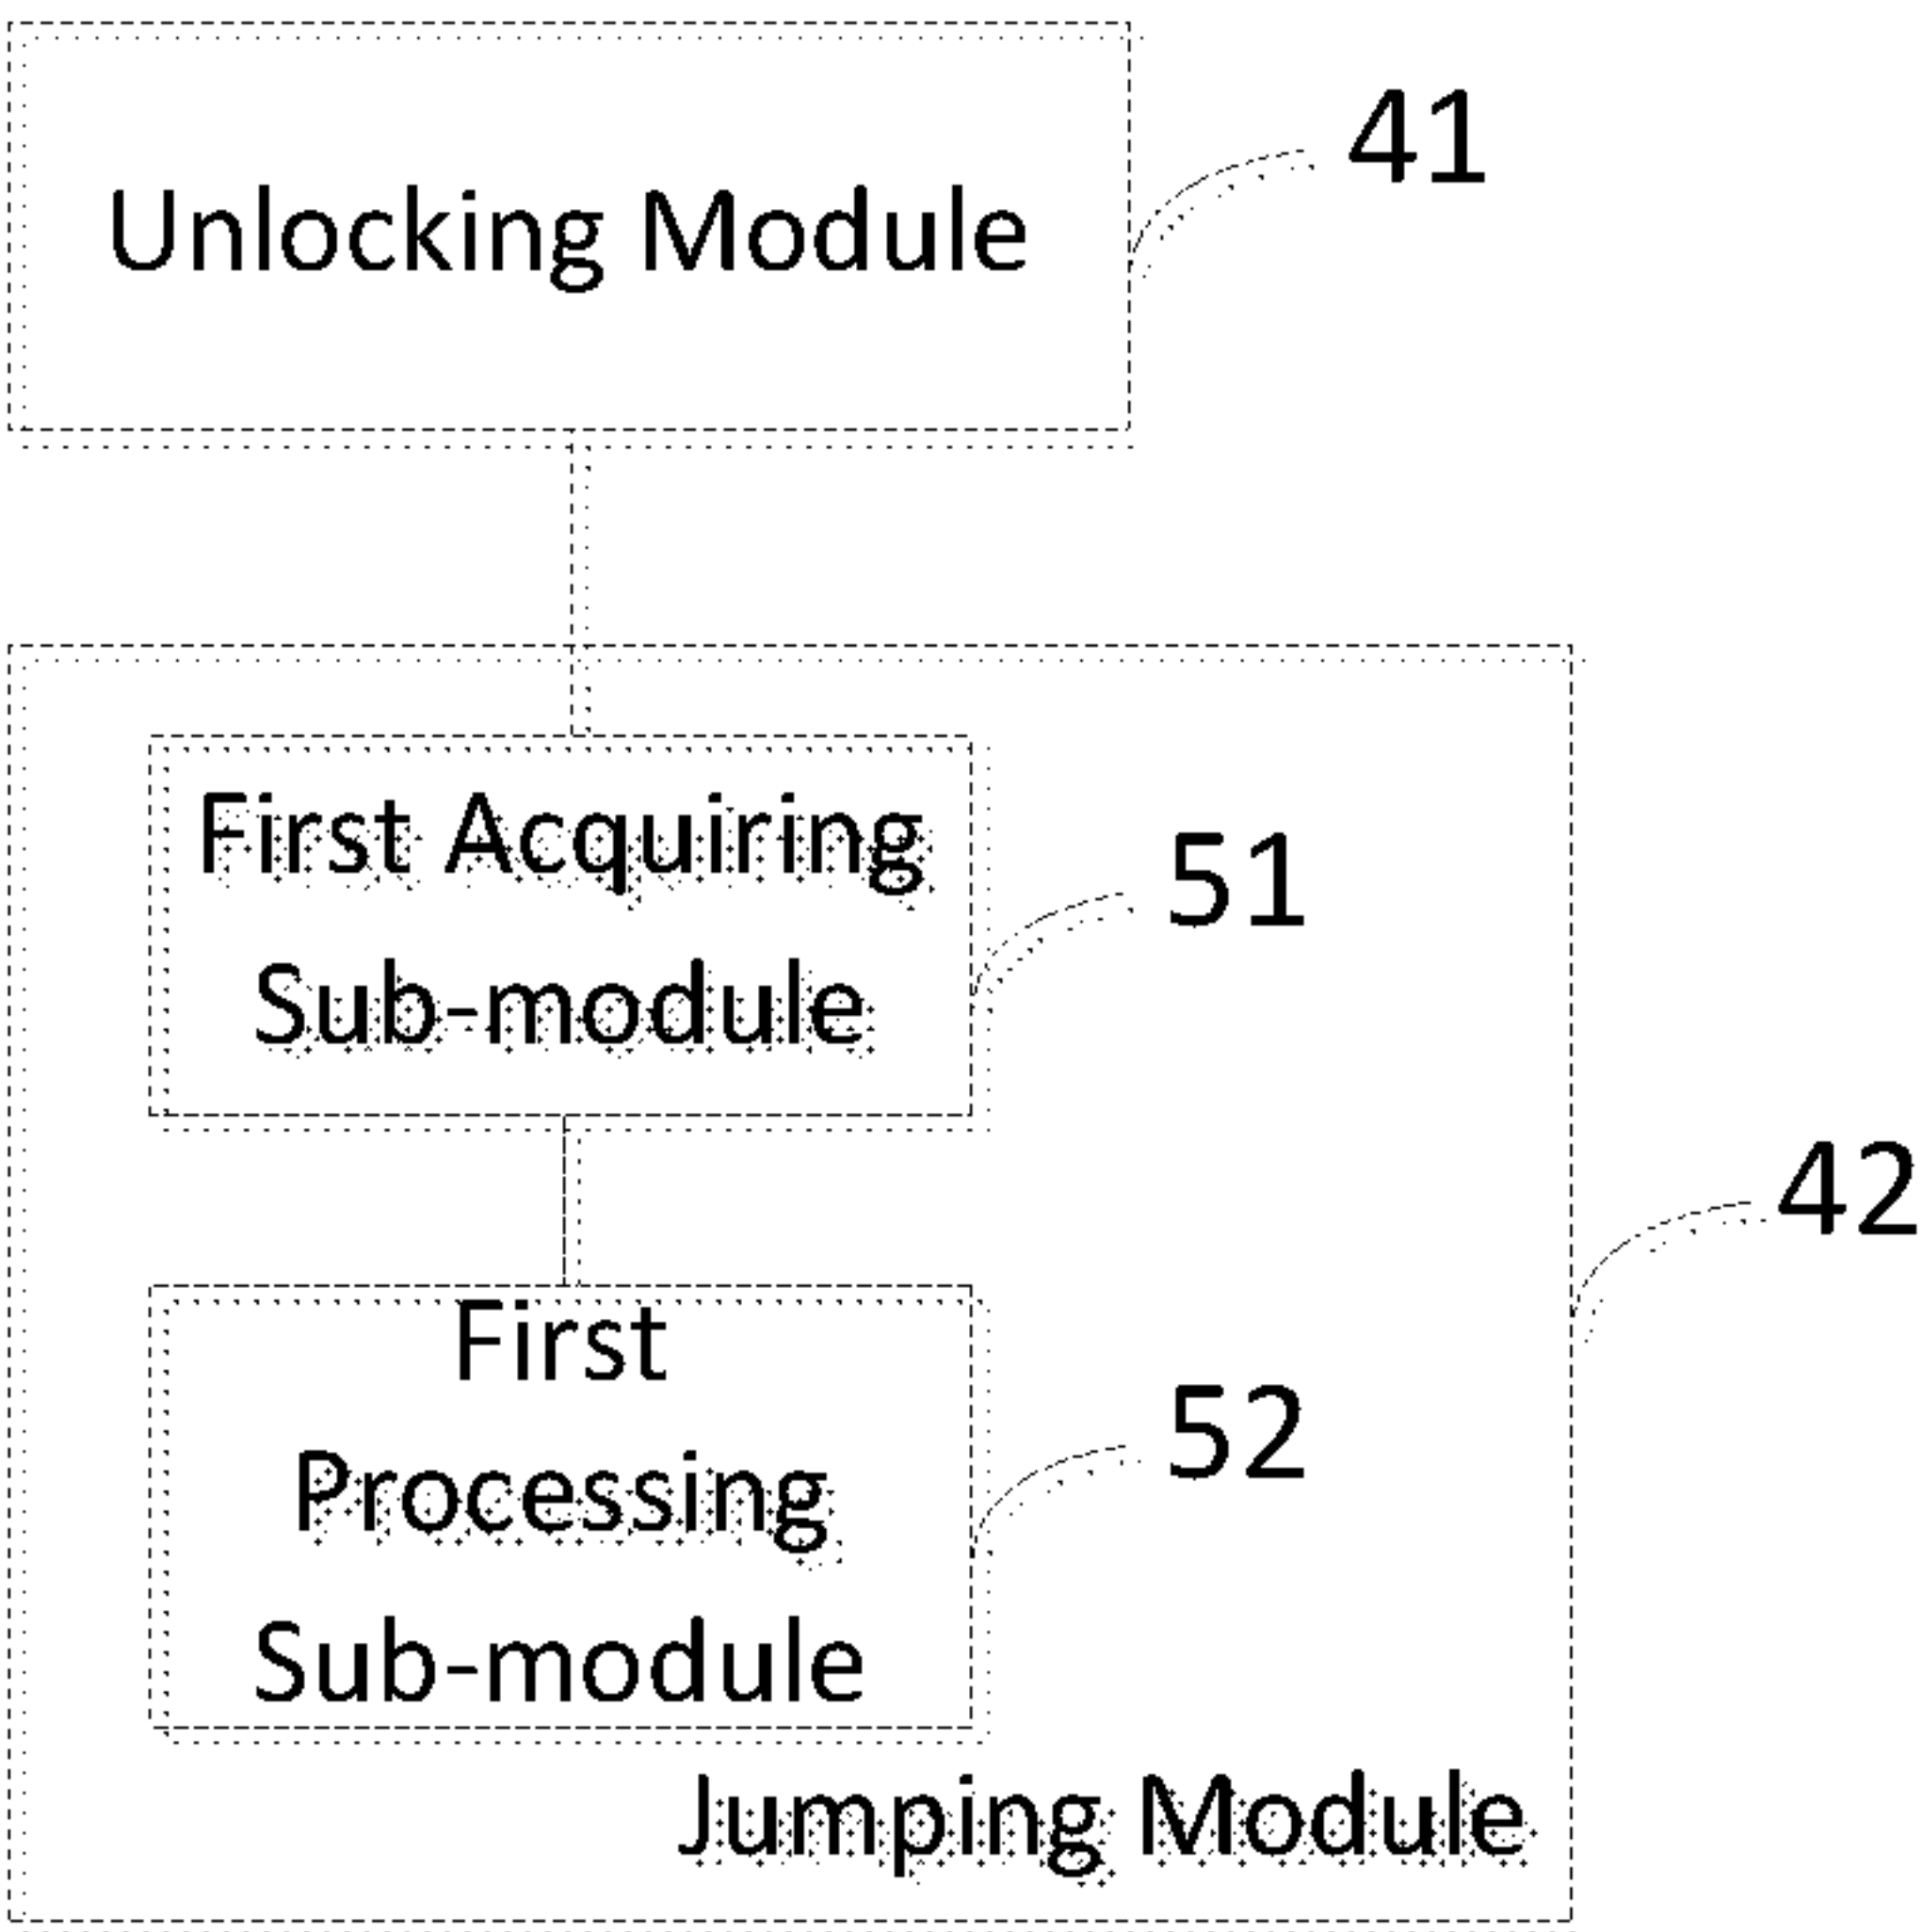 Unlocking Module
41
First Acquiring
Sub-module
51
42
First
Processing
Sub-module
52
Jumping Module